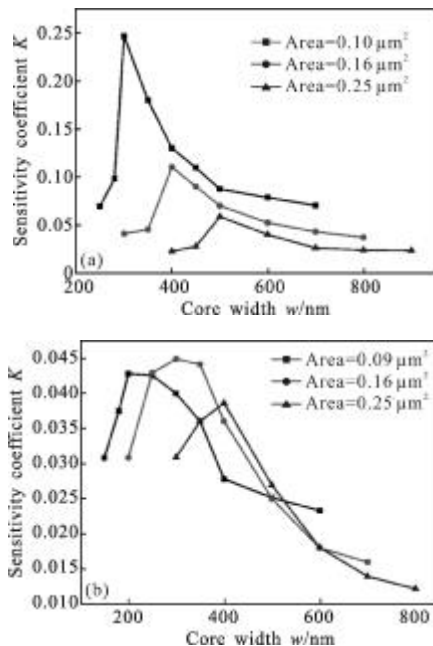 Sensitivity coefficient K
0.25
0.20
0.15
0.10
0.05
0
Area=0.10 μm²
Area=0.16 μm²
Area=0.25 μm²
(a)
200 400 600 800
Core width w/nm
Sensitivity coefficient K
0.045
0.040
0.035
0.030
0.025
0.020
0.015
0.010
Area=0.09 μm²
Area=0.16 μm²
Area=0.25 μm²
(b)
200 400 600 800
Core width w/nm